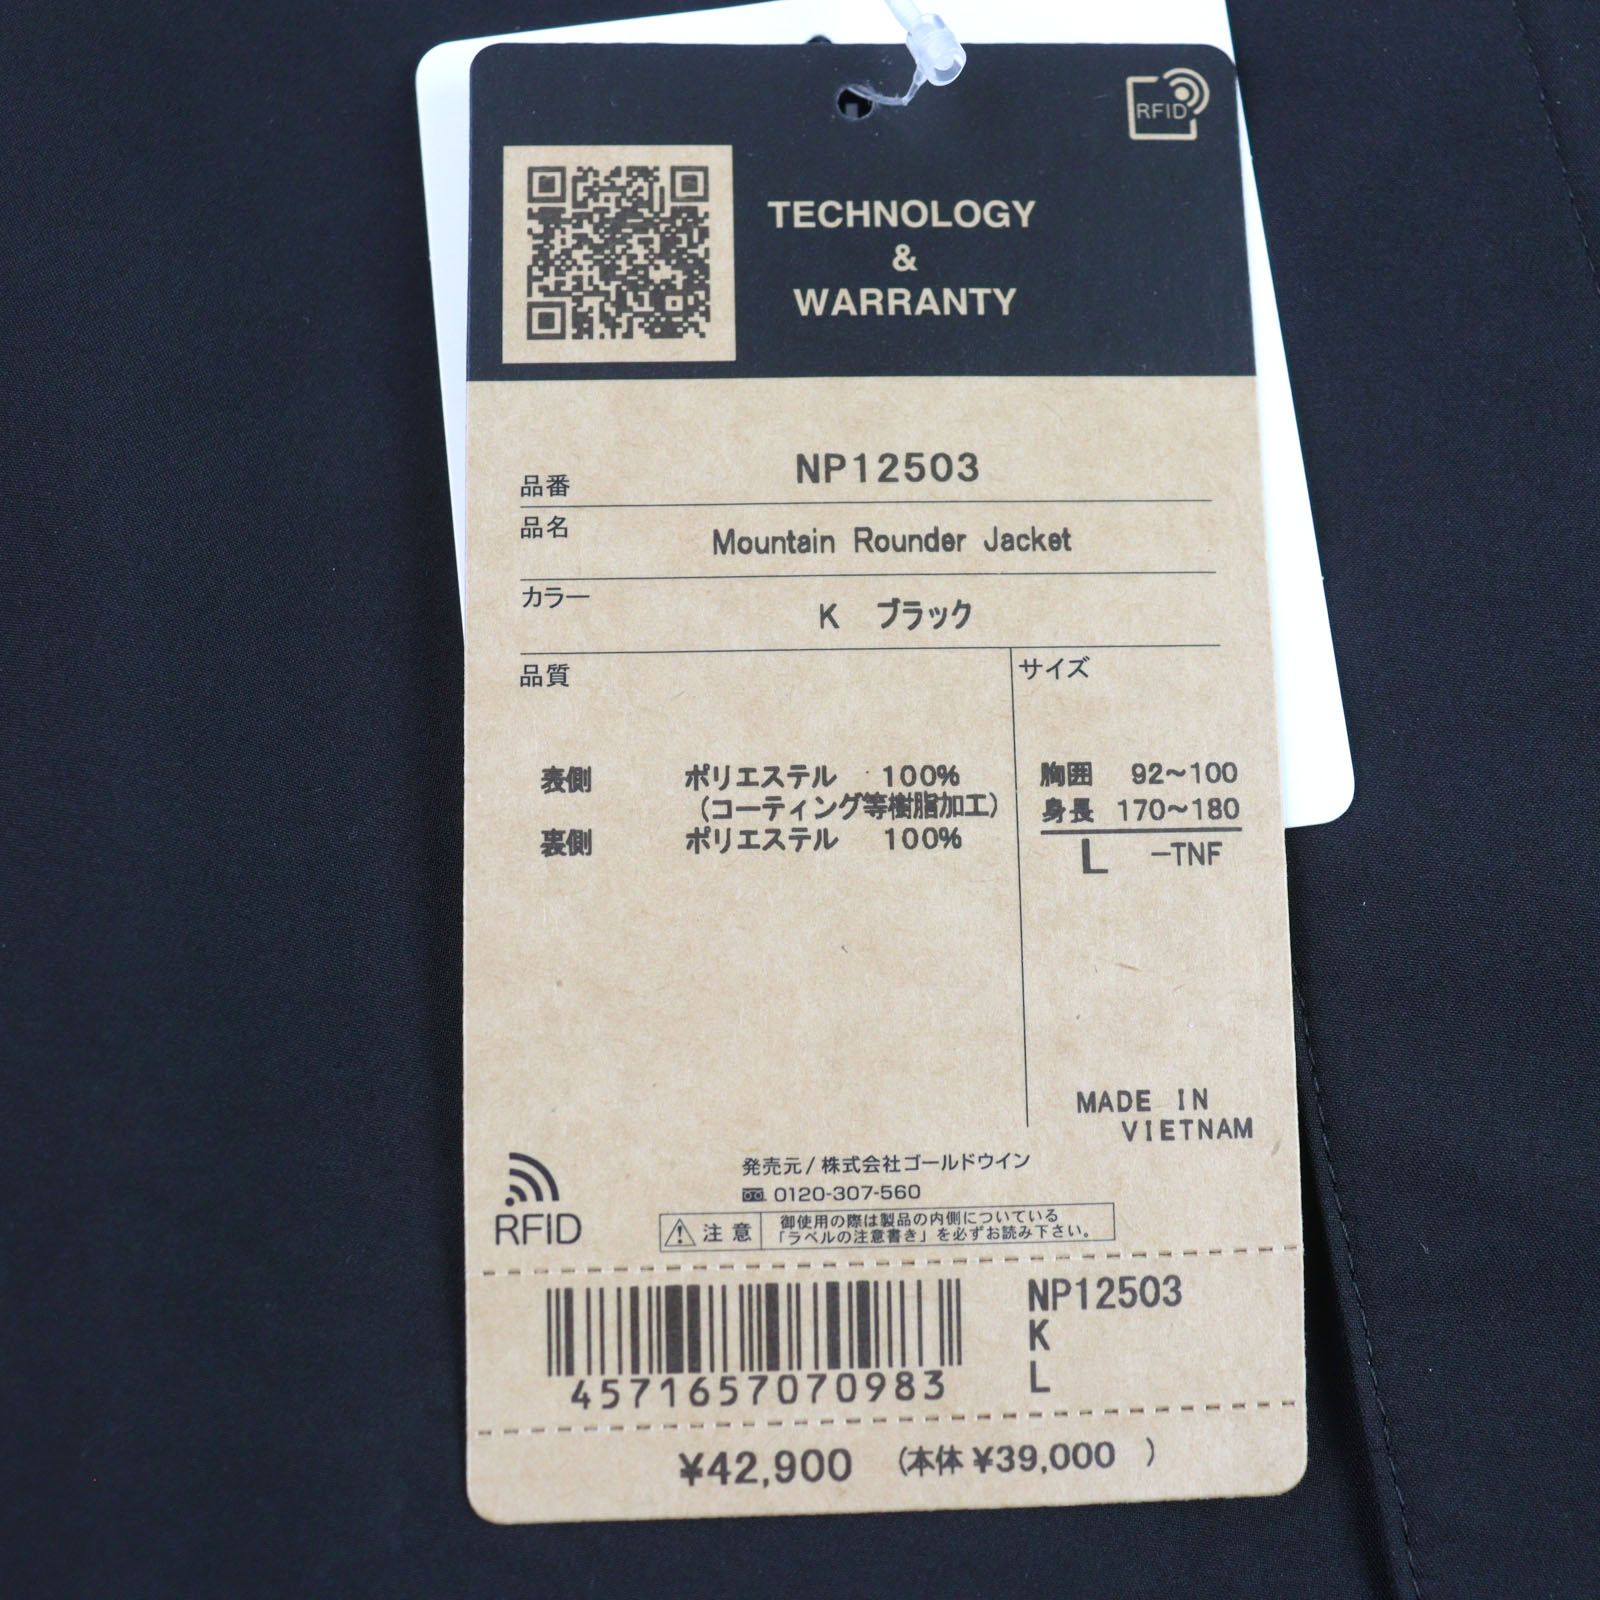 RFID
TECHNOLOGY
&
WARRANTY
品番 NP12503
品名 Mountain Rounder Jacket
カラー K ブラック
品質
表側 ポリエステル 100%
(コーティング等樹脂加工)
裏側 ポリエステル 100%
サイズ
胸囲 92~100
身長 170~180
L -TNF
MADE IN
VIETNAM
発売元/株式会社ゴールドウイン
0120-307-560
RFID
注意 御使用の際は製品の内側についている
「ラベルの注意書き」を必ずお読み下さい。
4571657070983
NP12503
K
L
¥42,900 (本体 ¥39,000 )